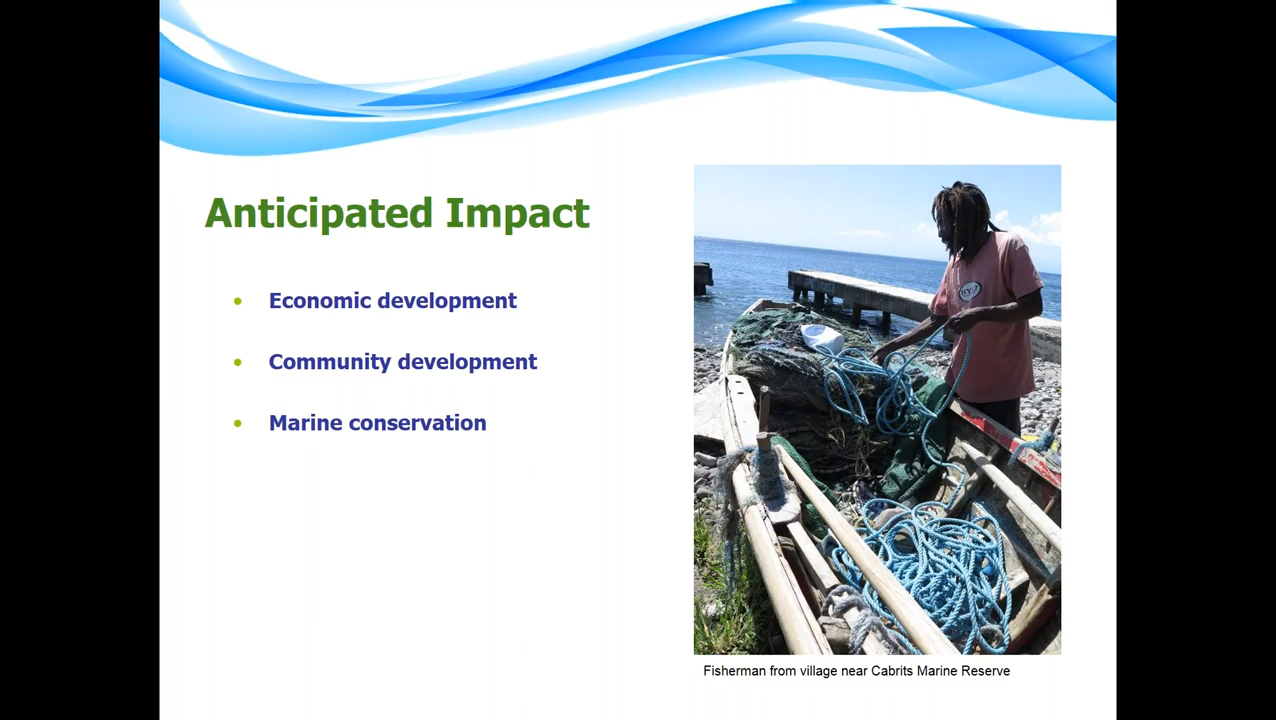 Anticipated Impact
Economic development
Community development
Marine conservation
Fisherman from village near Cabrits Marine Reserve